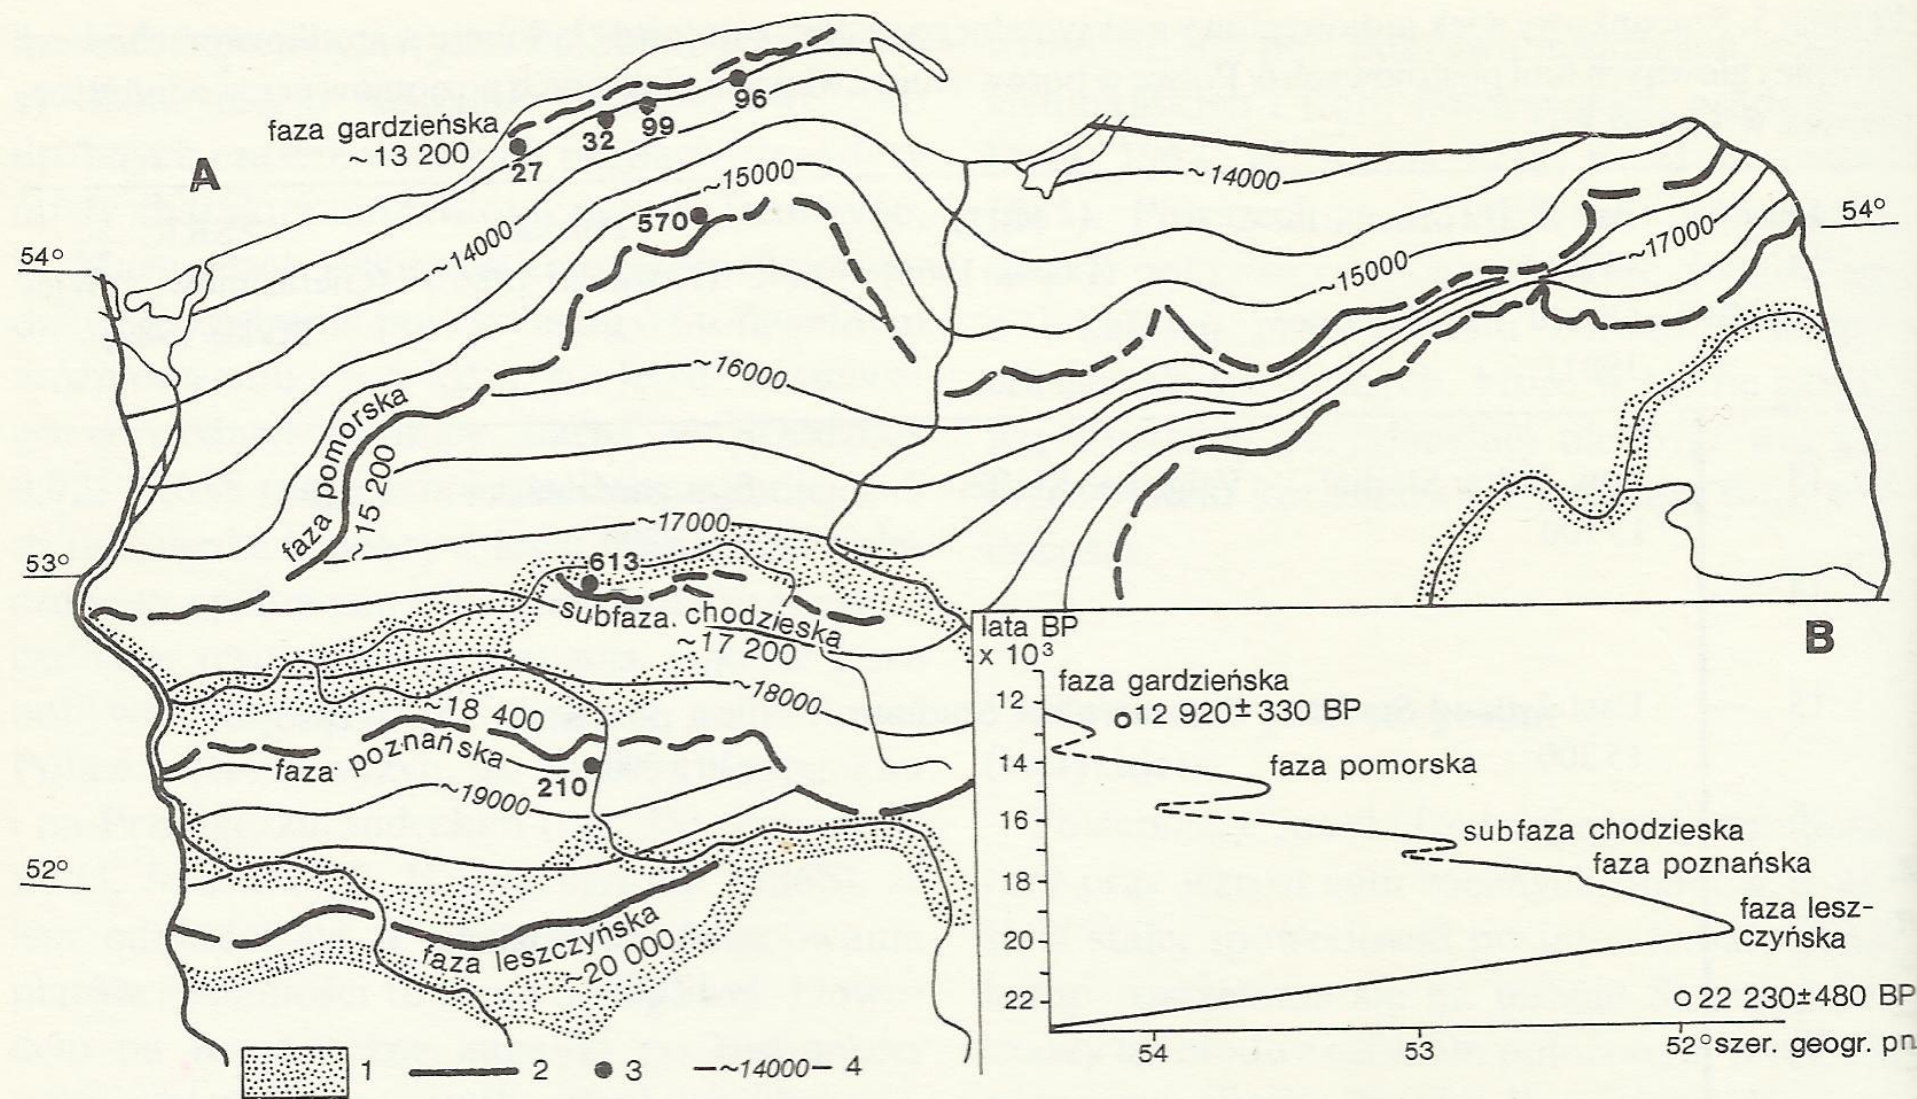 A
faza gardzieńska
~ 13 200
27
32
99
96
54°
~14000
~15000
570
~14000
~15000
~17000
54°
~16000
faza pomorska
~15 200
53°
~17000
613
subfaza. chodzieska
~17 200
~18000
~18 400
faza poznańska
210
~19000
52°
faza leszczyńska
~20 000
1
2
3
~14000
4
B
lata BP
x 10³
12
14
16
18
20
22
faza gardzieńska
12 920± 330 BP
faza pomorska
subfaza chodzieska
faza poznańska
faza lesz-
czyńska
22 230±480 BP
54
53
52° szer. geogr. pn